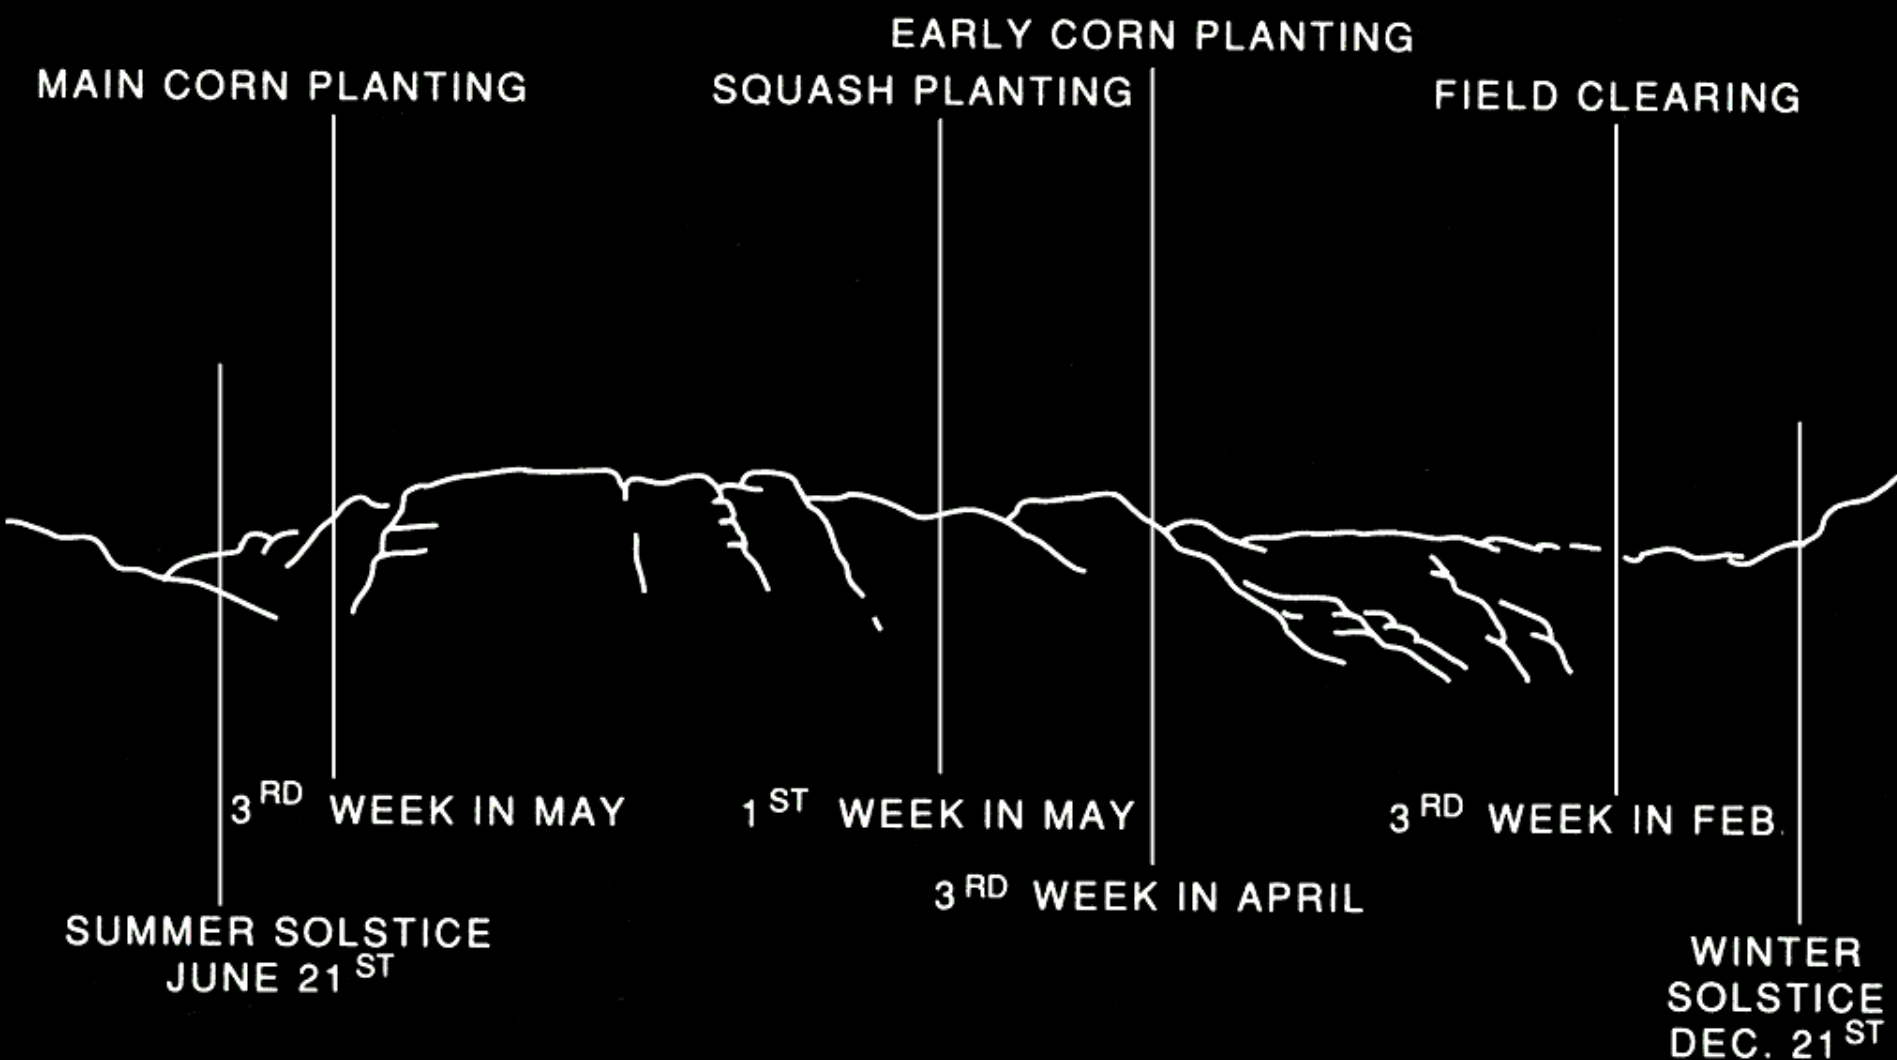 EARLY CORN PLANTING
MAIN CORN PLANTING
SQUASH PLANTING
FIELD CLEARING
3RD WEEK IN MAY
1ST WEEK IN MAY
3RD WEEK IN FEB.
3RD WEEK IN APRIL
SUMMER SOLSTICE
JUNE 21ST
WINTER
SOLSTICE
DEC. 21ST